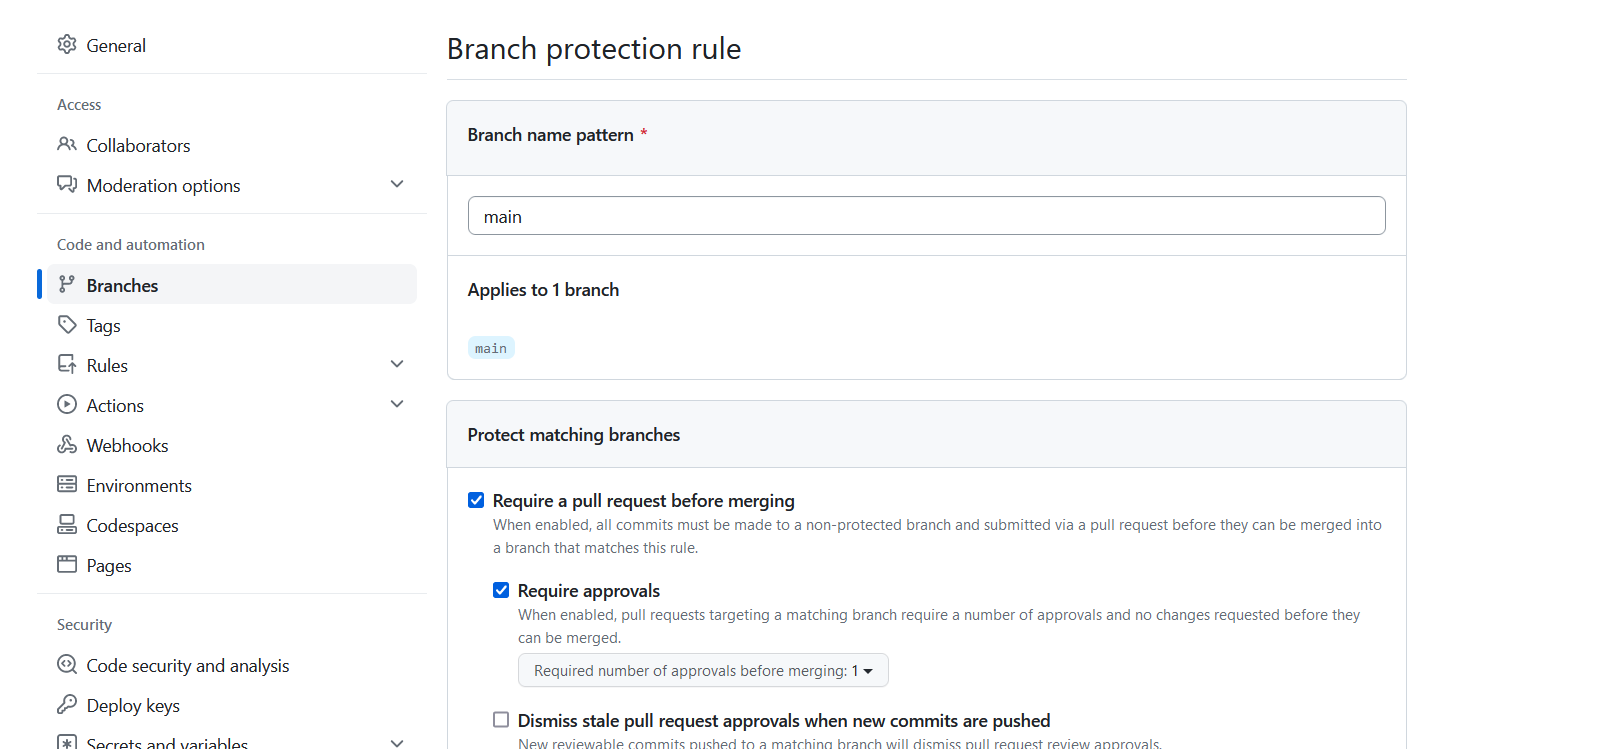 General
Access
Collaborators
Moderation options
Code and automation
Branches
Tags
Rules
Actions
Webhooks
Environments
Codespaces
Pages
Security
Code security and analysis
Deploy keys
Secrets and variables
Branch protection rule
Branch name pattern *
main
Applies to 1 branch
main
Protect matching branches
Require a pull request before merging
When enabled, all commits must be made to a non-protected branch and submitted via a pull request before they can be merged into
a branch that matches this rule.
Require approvals
When enabled, pull requests targeting a matching branch require a number of approvals and no changes requested before they
can be merged.
Required number of approvals before merging: 1
Dismiss stale pull request approvals when new commits are pushed
New reviewable commits pushed to a matching branch will dismiss pull request review approvals.